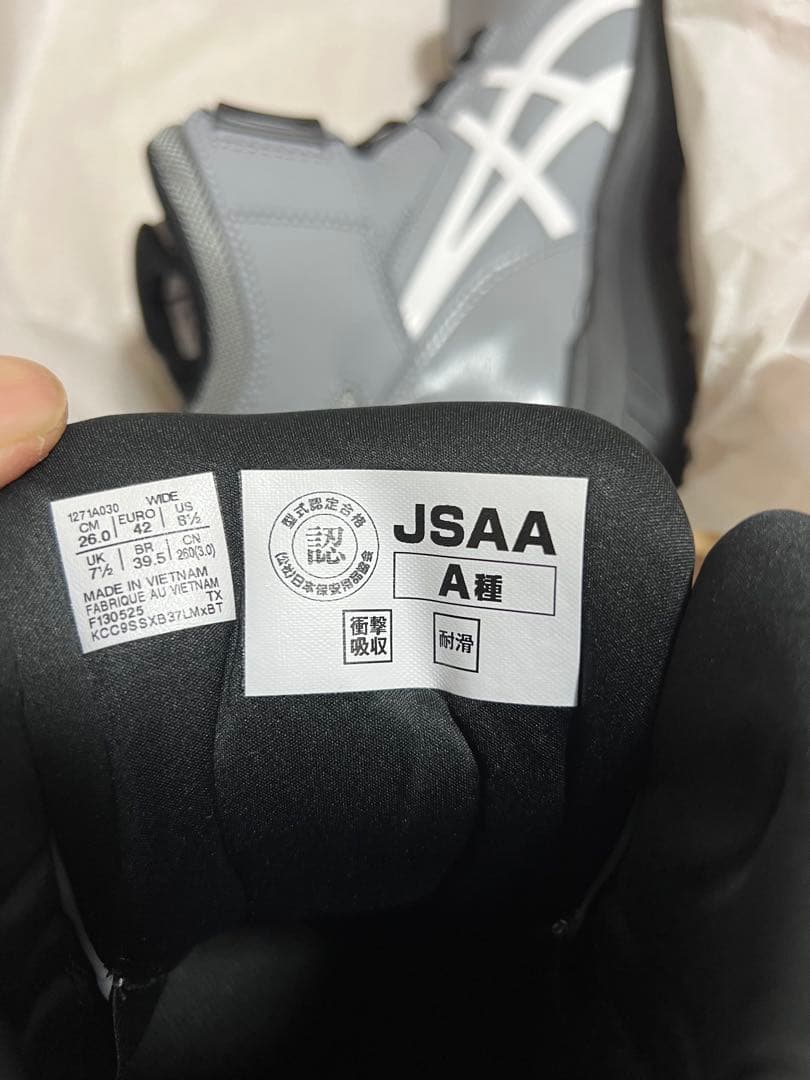 1271A030 WIDE
CM EURO US
26.0 42 8½
UK BR CN
7½ 39.5 260(3.0)
MADE IN VIETNAM
FABRIQUE AU VIETNAM
F130525 TX
KCC9SSXB37LMxBT
型式認定合格
認
(公社)日本保安用品協会
JSAA
A種
衝撃
吸収
耐滑